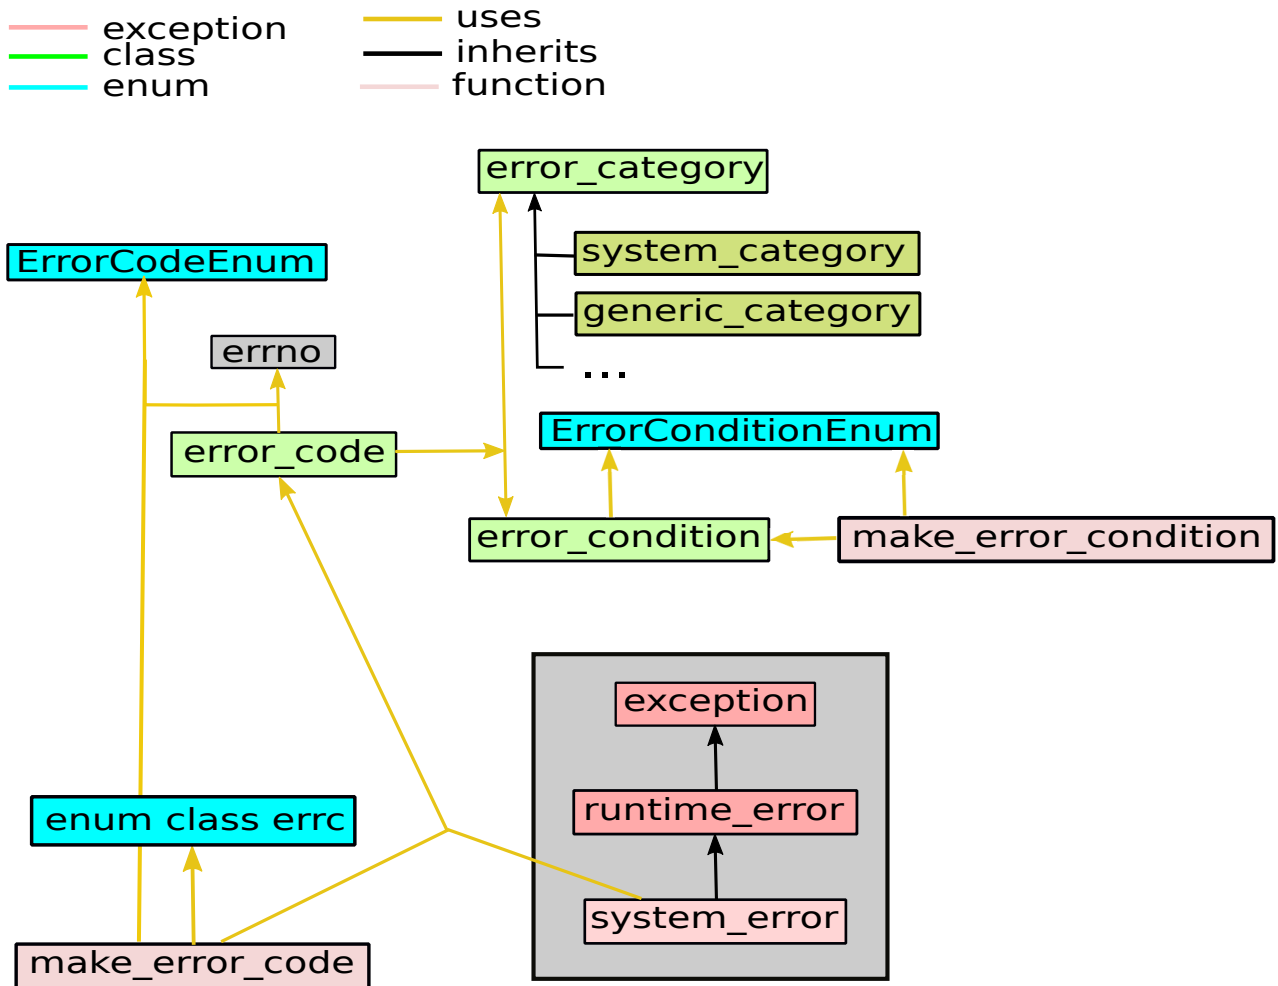 exception
class
enum
uses
inherits
function
error_category
system_category
generic_category
...
ErrorCodeEnum
errno
error_code
ErrorConditionEnum
error_condition
make_error_condition
exception
runtime_error
system_error
enum class errc
make_error_code